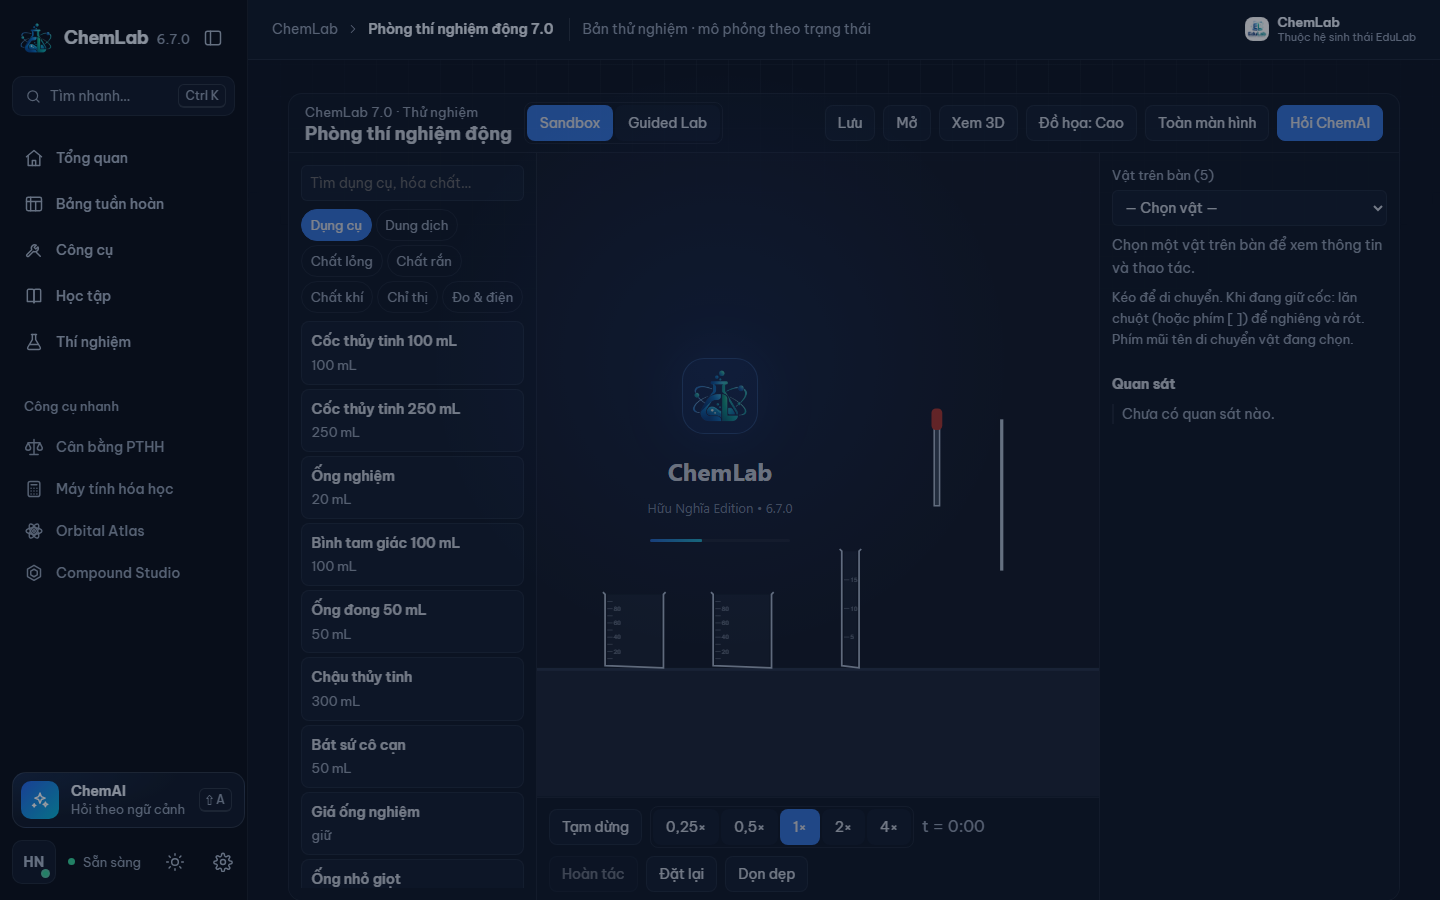 ChemLab 6.7.0
Tìm nhanh... Ctrl K
Tổng quan
Bảng tuần hoàn
Công cụ
Học tập
Thí nghiệm
Công cụ nhanh
Cân bằng PTHH
Máy tính hóa học
Orbital Atlas
Compound Studio
ChemAI
Hỏi theo ngữ cảnh
⇧ A
HN
Sẵn sàng
ChemLab › Phòng thí nghiệm động 7.0
Bản thử nghiệm · mô phỏng theo trạng thái
ChemLab
Thuộc hệ sinh thái EduLab
ChemLab 7.0 · Thử nghiệm
Phòng thí nghiệm động
Sandbox Guided Lab
Lưu Mở Xem 3D Đồ họa: Cao Toàn màn hình Hỏi ChemAI
Tìm dụng cụ, hóa chất...
Dụng cụ Dung dịch
Chất lỏng Chất rắn
Chất khí Chỉ thị Đo & điện
Cốc thủy tinh 100 mL
100 mL
Cốc thủy tinh 250 mL
250 mL
Ống nghiệm
20 mL
Bình tam giác 100 mL
100 mL
Ống đong 50 mL
50 mL
Chậu thủy tinh
300 mL
Bát sứ cô cạn
50 mL
Giá ống nghiệm
giữ
Ống nhỏ giọt
ChemLab
Hữu Nghĩa Edition • 6.7.0
80
60
40
20
80
60
40
20
15
10
5
Tạm dừng 0,25× 0,5× 1× 2× 4× t = 0:00
Hoàn tác Đặt lại Dọn dẹp
Vật trên bàn (5)
— Chọn vật —
Chọn một vật trên bàn để xem thông tin
và thao tác.
Kéo để di chuyển. Khi đang giữ cốc: lăn
chuột (hoặc phím [ ]) để nghiêng và rót.
Phím mũi tên di chuyển vật đang chọn.
Quan sát
Chưa có quan sát nào.